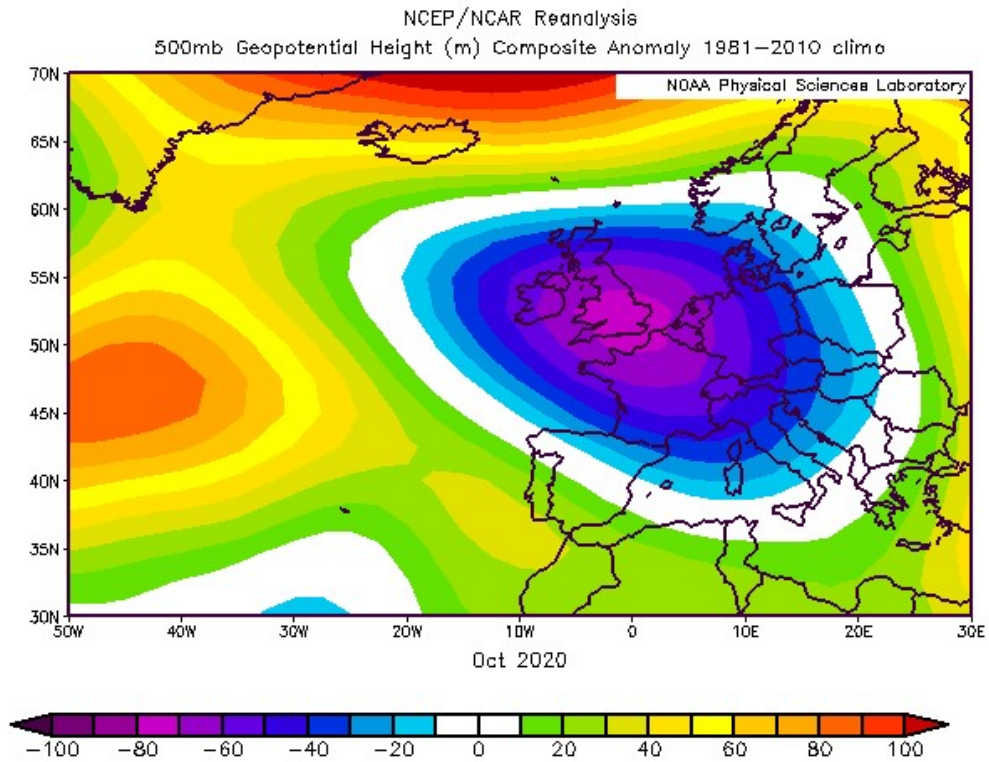 NCEP/NCAR Reanalysis
500mb Geopotential Height (m) Composite Anomaly 1981-2010 climo
NOAA Physical Sciences Laboratory
70N
65N
60N
55N
50N
45N
40N
35N
30N
50W 40W 30W 20W 10W 0 10E 20E 30E
Oct 2020
-100 -80 -60 -40 -20 0 20 40 60 80 100